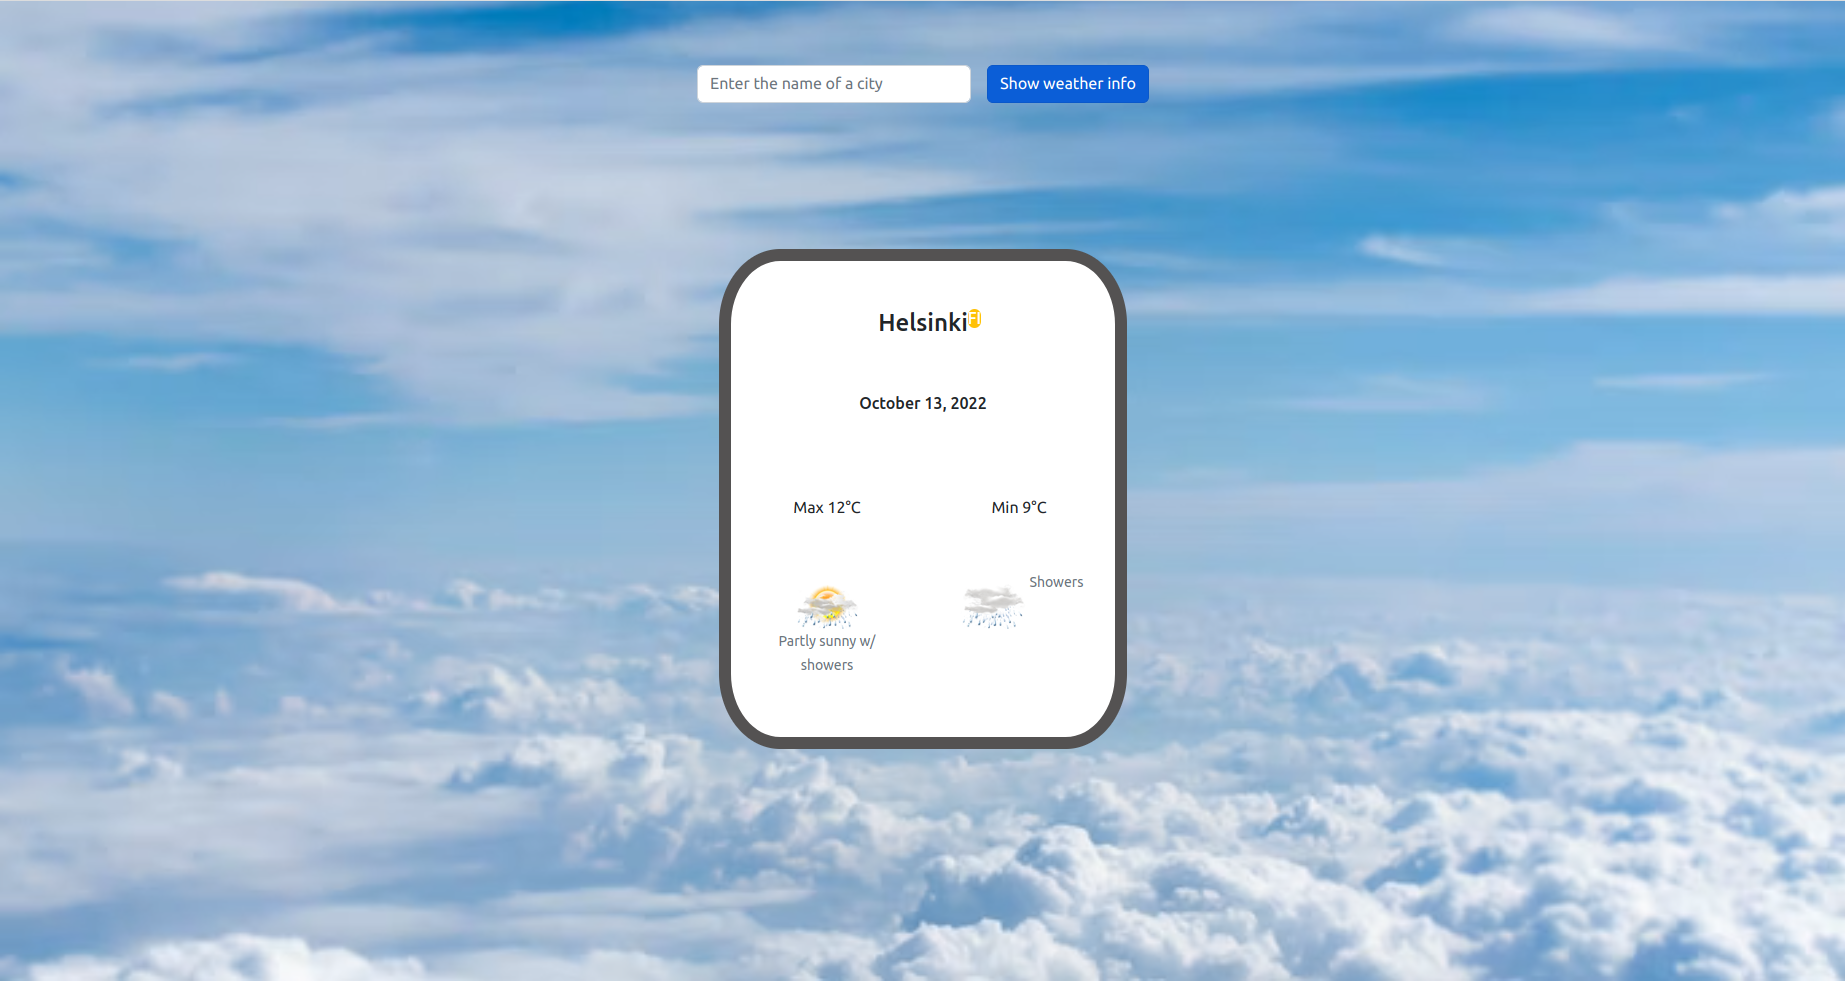 Enter the name of a city
Show weather info
Helsinki FI
October 13, 2022
Max 12°C
Min 9°C
Partly sunny w/
showers
Showers